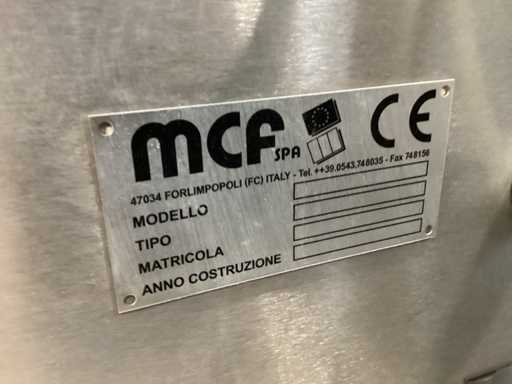 MCF SPA CE
47034 FORLIMPOPOLI (FC) ITALY - Tel. ++39.0543.748035 - Fax 748156
MODELLO
TIPO
MATRICOLA
ANNO COSTRUZIONE